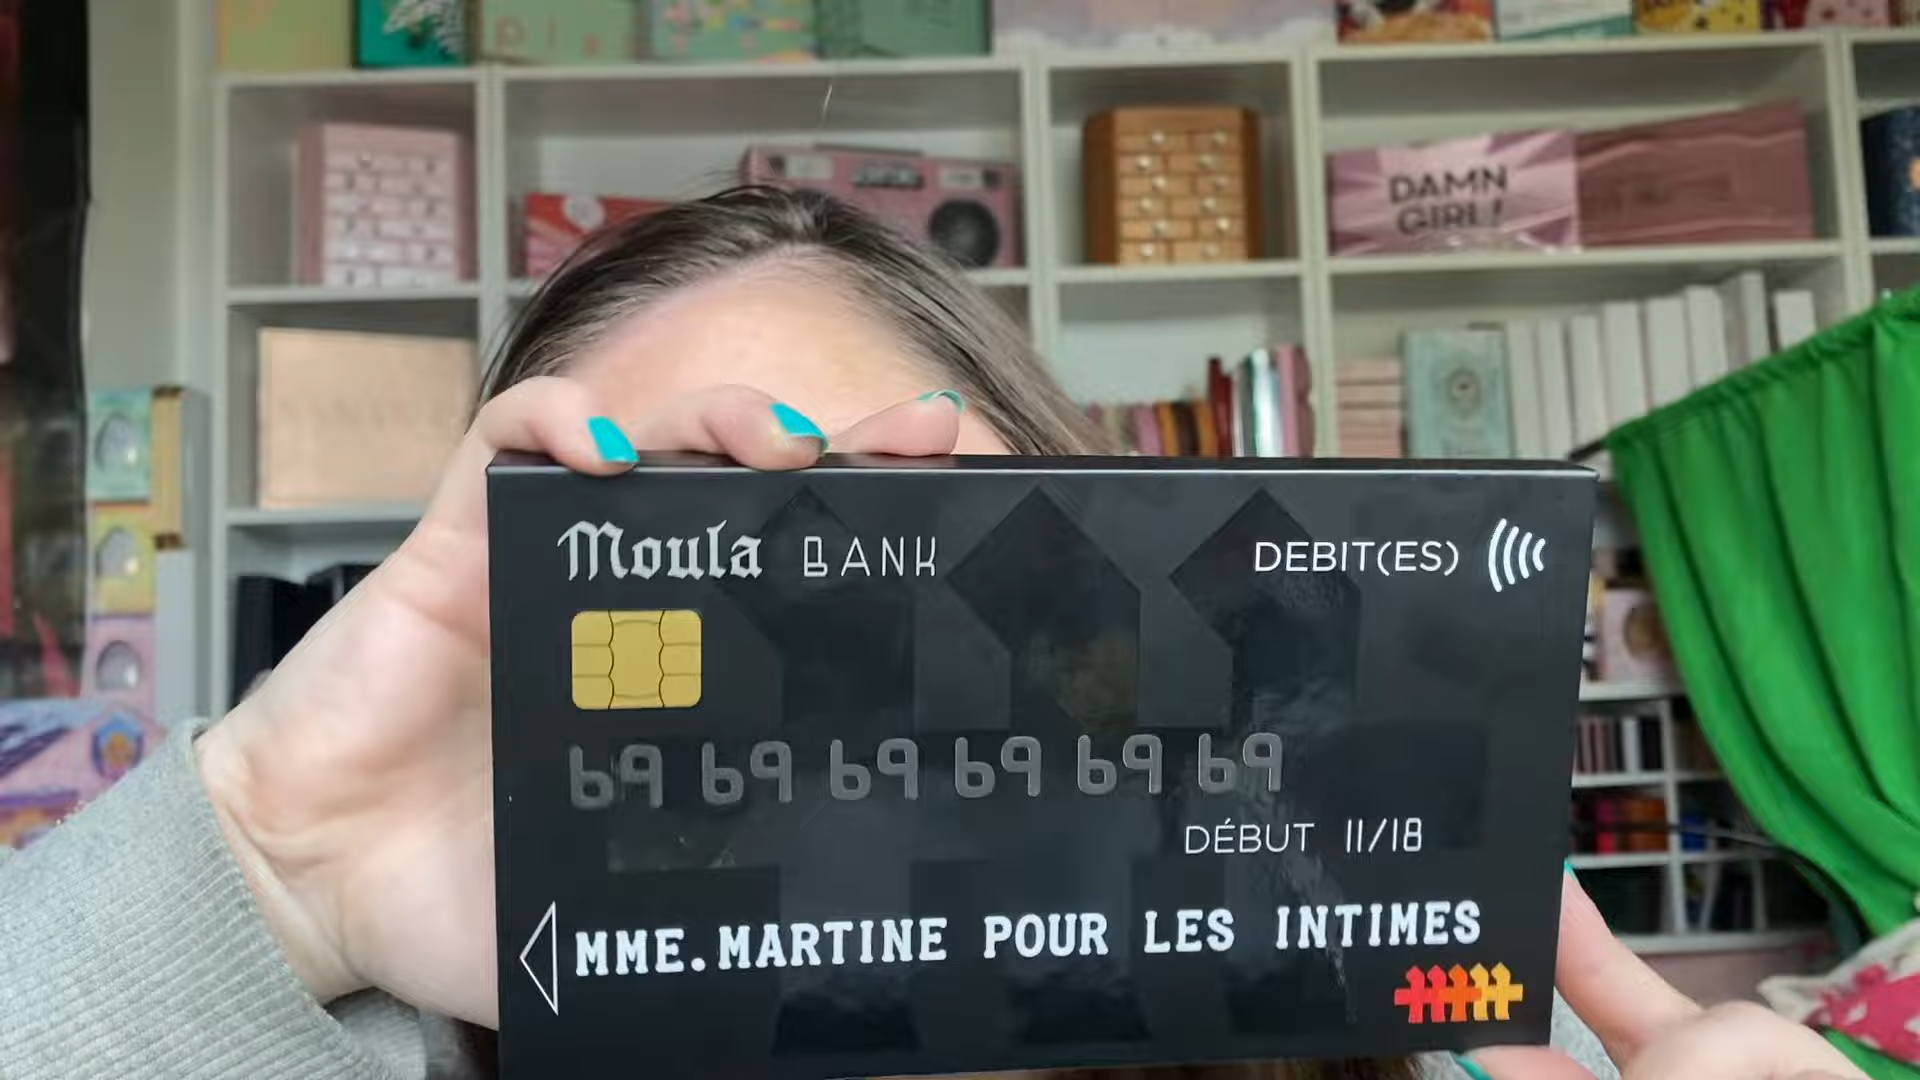 DAMN
GIRL!
Moula BANK
DEBIT(ES)
69 69 69 69 69 69
DÉBUT 11/18
MME.MARTINE POUR LES INTIMES